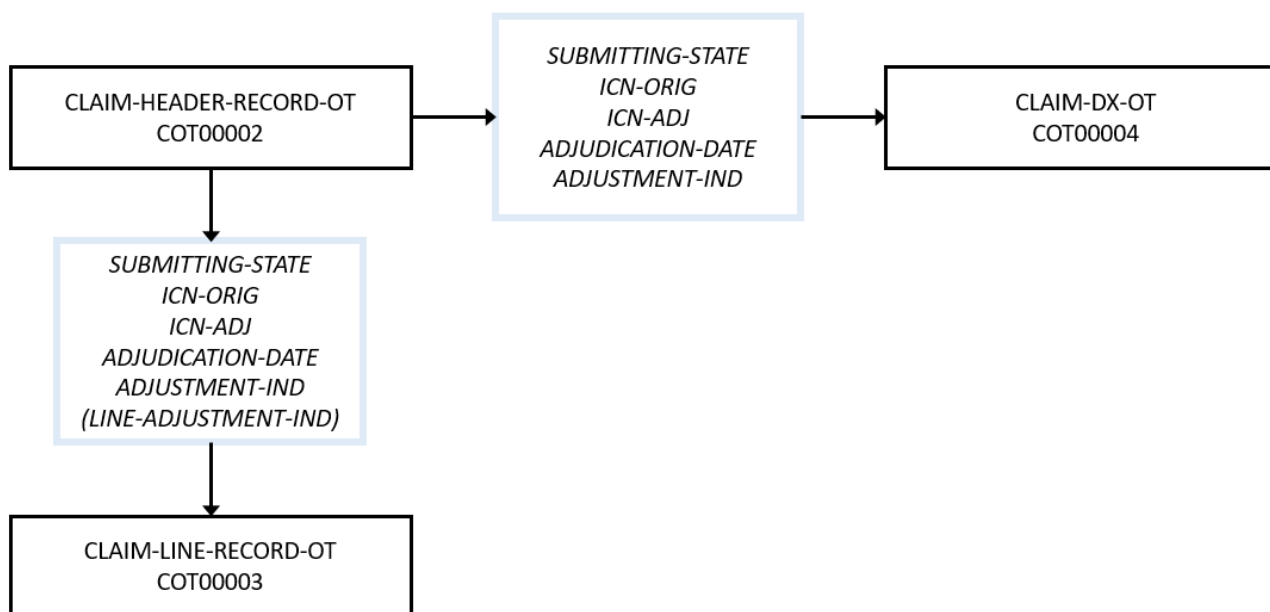 CLAIM-HEADER-RECORD-OT
COT00002
SUBMITTING-STATE
ICN-ORIG
ICN-ADJ
ADJUDICATION-DATE
ADJUSTMENT-IND
CLAIM-DX-OT
COT00004
SUBMITTING-STATE
ICN-ORIG
ICN-ADJ
ADJUDICATION-DATE
ADJUSTMENT-IND
(LINE-ADJUSTMENT-IND)
CLAIM-LINE-RECORD-OT
COT00003